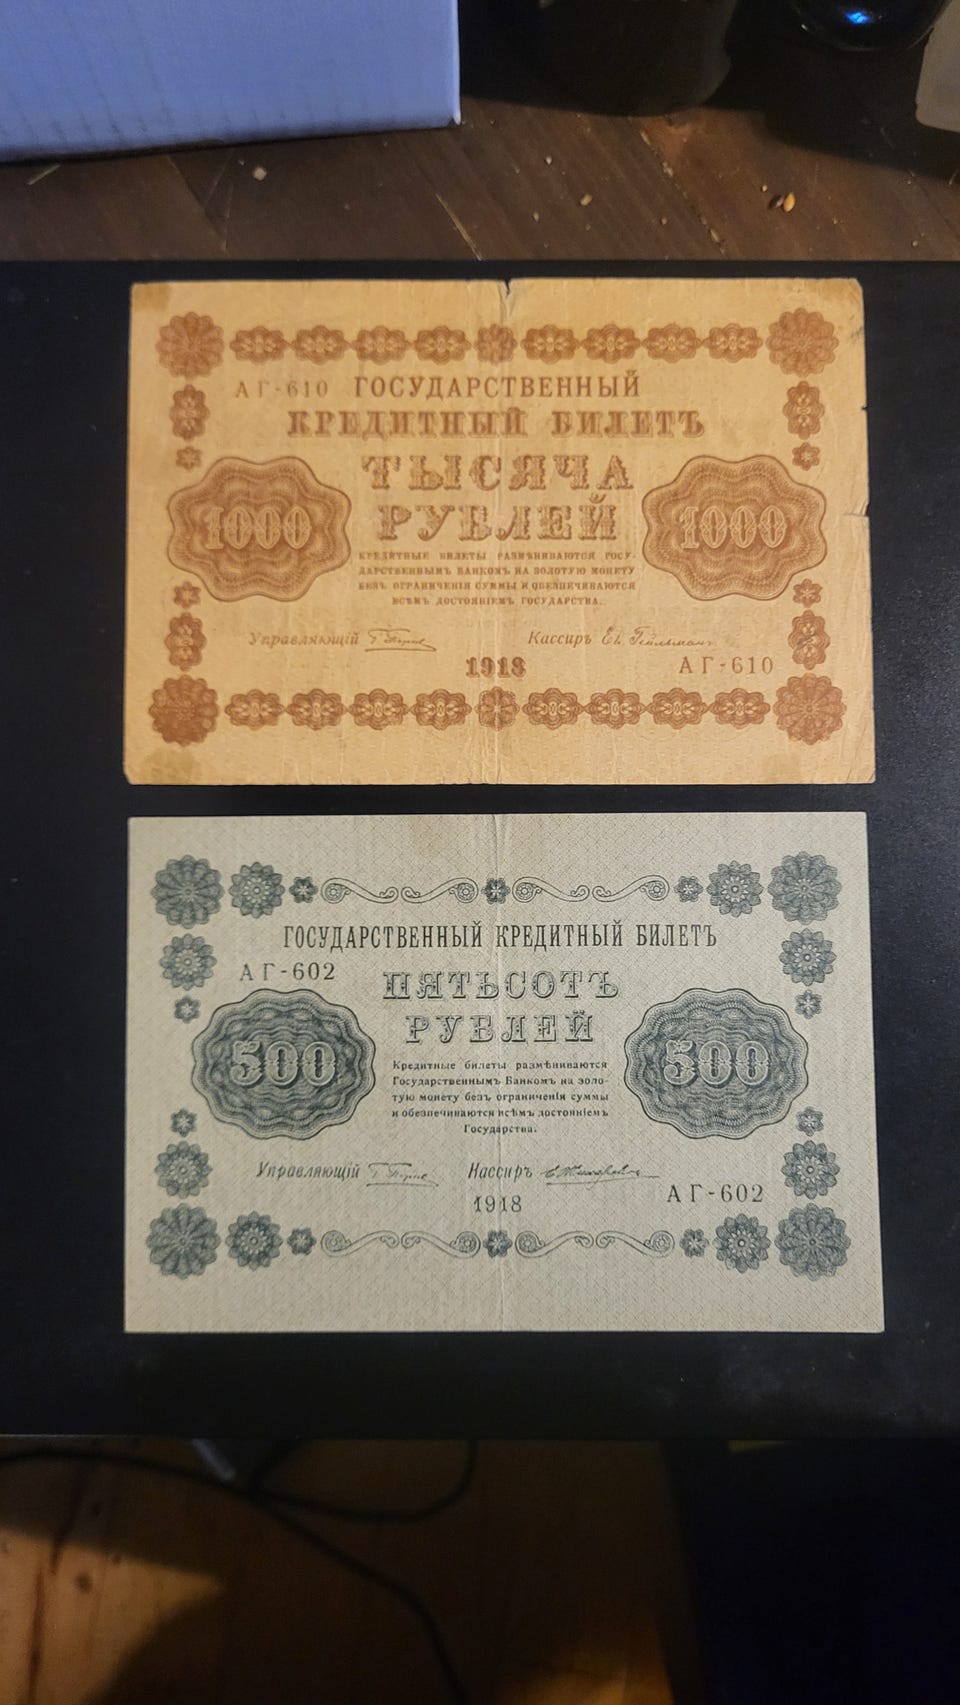 АГ-610 ГОСУДАРСТВЕННЫЙ
КРЕДИТНЫЙ БИЛЕТЪ
ТЫСЯЧА
РУБЛЕЙ
1000 1000
КРЕДИТНЫЕ БИЛЕТЫ РАЗМѢНИВАЮТСЯ ГОСУ-
ДАРСТВЕННЫМЪ БАНКОМЪ НА ЗОЛОТУЮ МОНЕТУ
БЕЗЪ ОГРАНИЧЕНІЯ СУММЫ И ОБЕЗПЕЧИВАЮТСЯ
ВСѢМЪ ДОСТОЯНІЕМЪ ГОСУДАРСТВА.
Управляющій Кассиръ
1918 АГ-610
ГОСУДАРСТВЕННЫЙ КРЕДИТНЫЙ БИЛЕТЪ
АГ-602 ПЯТЬСОТЪ
РУБЛЕЙ
500 500
Кредитные билеты размѣниваются
Государственнымъ Банкомъ на золо-
тую монету безъ ограниченія суммы
и обезпечиваются всѣмъ достояніемъ
Государства.
Управляющій Кассиръ
1918 АГ-602